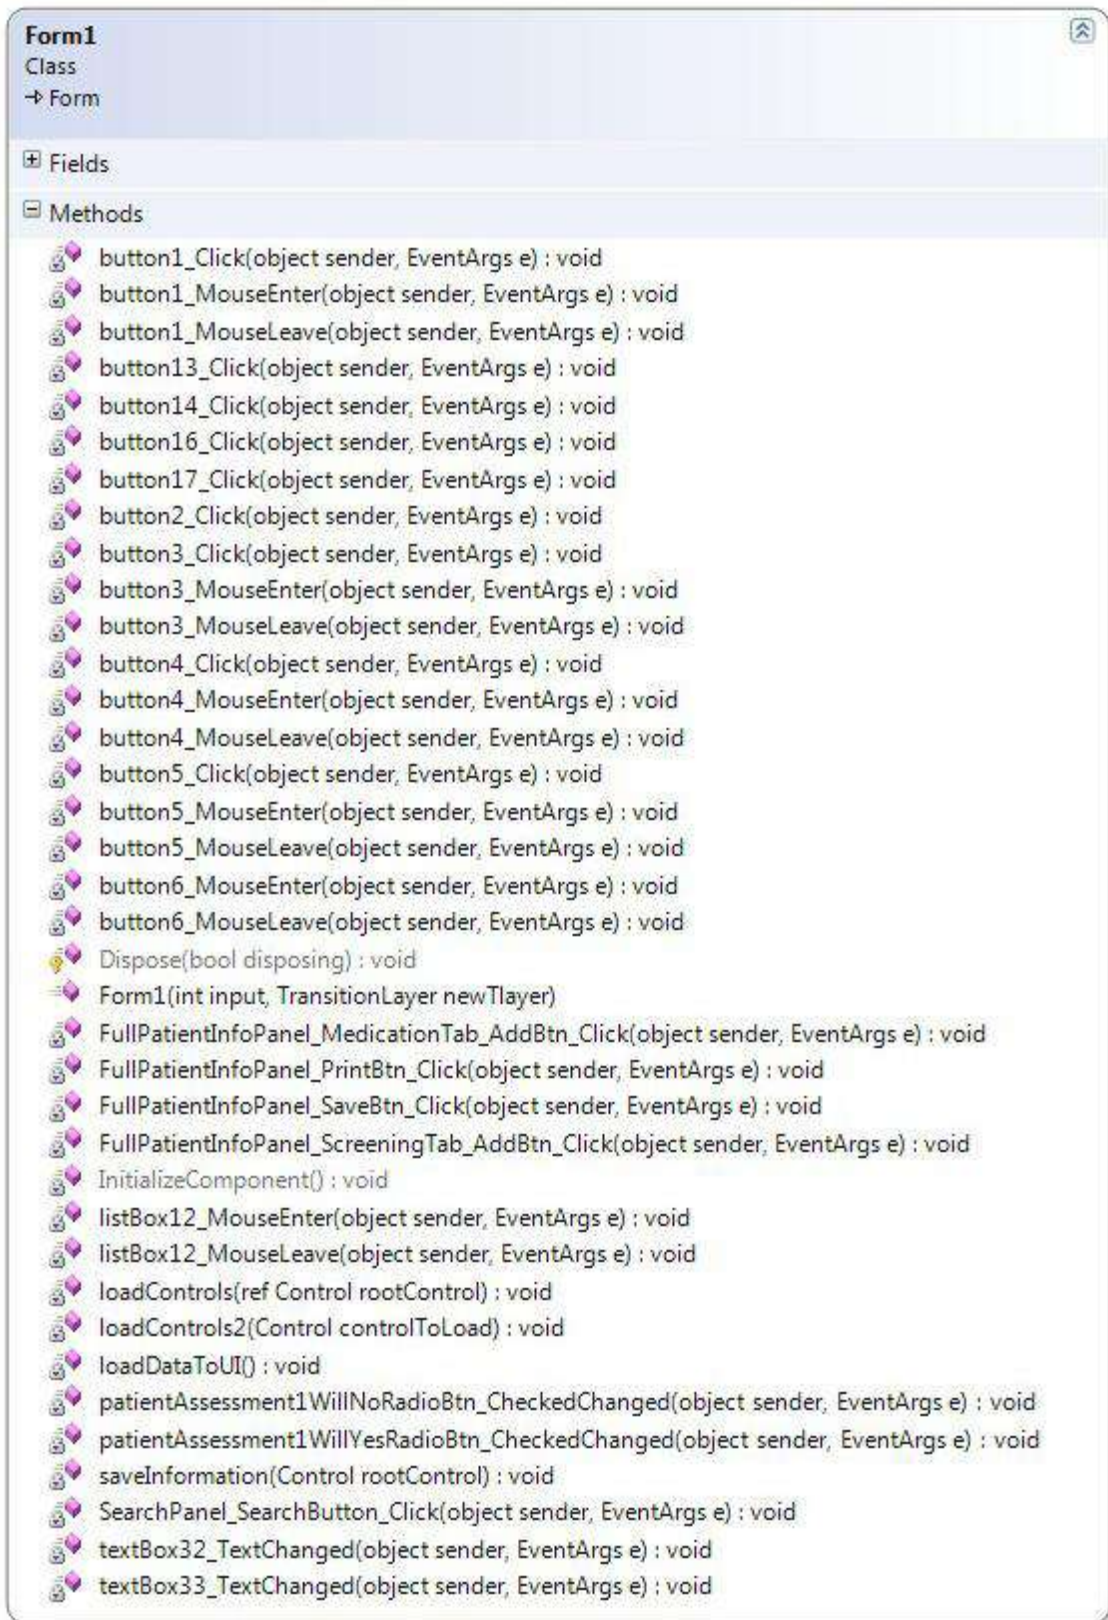 Form1
Class
Form
Fields
Methods
button1_Click(object sender, EventArgs e) : void
button1_MouseEnter(object sender, EventArgs e) : void
button1_MouseLeave(object sender, EventArgs e) : void
button13_Click(object sender, EventArgs e) : void
button14_Click(object sender, EventArgs e) : void
button16_Click(object sender, EventArgs e) : void
button17_Click(object sender, EventArgs e) : void
button2_Click(object sender, EventArgs e) : void
button3_Click(object sender, EventArgs e) : void
button3_MouseEnter(object sender, EventArgs e) : void
button3_MouseLeave(object sender, EventArgs e) : void
button4_Click(object sender, EventArgs e) : void
button4_MouseEnter(object sender, EventArgs e) : void
button4_MouseLeave(object sender, EventArgs e) : void
button5_Click(object sender, EventArgs e) : void
button5_MouseEnter(object sender, EventArgs e) : void
button5_MouseLeave(object sender, EventArgs e) : void
button6_MouseEnter(object sender, EventArgs e) : void
button6_MouseLeave(object sender, EventArgs e) : void
Dispose(bool disposing) : void
Form1(int input, TransitionLayer newTlayer)
FullPatientInfoPanel_MedicationTab_AddBtn_Click(object sender, EventArgs e) : void
FullPatientInfoPanel_PrintBtn_Click(object sender, EventArgs e) : void
FullPatientInfoPanel_SaveBtn_Click(object sender, EventArgs e) : void
FullPatientInfoPanel_ScreeningTab_AddBtn_Click(object sender, EventArgs e) : void
InitializeComponent() : void
listBox12_MouseEnter(object sender, EventArgs e) : void
listBox12_MouseLeave(object sender, EventArgs e) : void
loadControls(ref Control rootControl) : void
loadControls2(Control controlToLoad) : void
loadDataToUI() : void
patientAssessment1WillNoRadioBtn_CheckedChanged(object sender, EventArgs e) : void
patientAssessment1WillYesRadioBtn_CheckedChanged(object sender, EventArgs e) : void
saveInformation(Control rootControl) : void
SearchPanel_SearchButton_Click(object sender, EventArgs e) : void
textBox32_TextChanged(object sender, EventArgs e) : void
textBox33_TextChanged(object sender, EventArgs e) : void